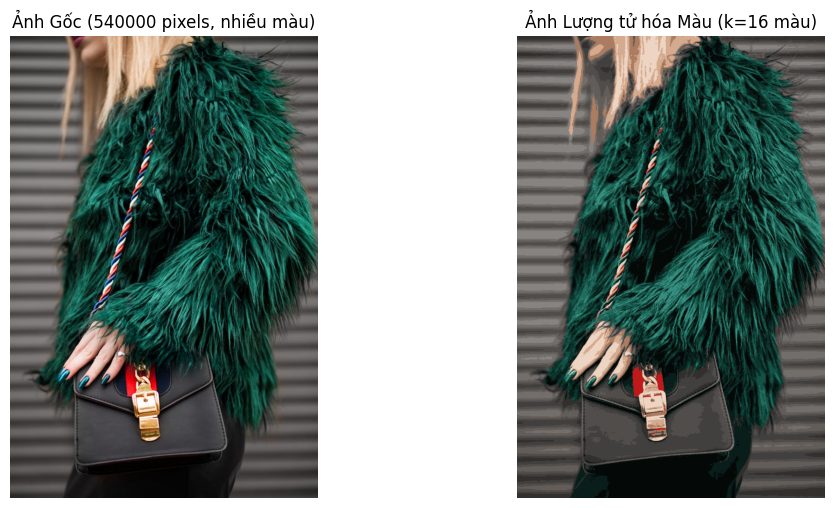 Ảnh Gốc (540000 pixels, nhiều màu)
Ảnh Lượng tử hóa Màu (k=16 màu)